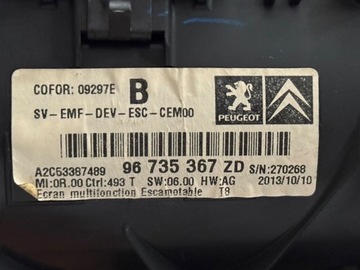 COFOR: 09297E B
SV-EMF-DEV-ESC-CEM00
PEUGEOT
A2C53387489 96 735 367 ZD S/N:270268
MI:0R.00 Ctrl:493 T SW:06.00 HW:AG 2013/10/10
Ecran multifonction Escamotable T8